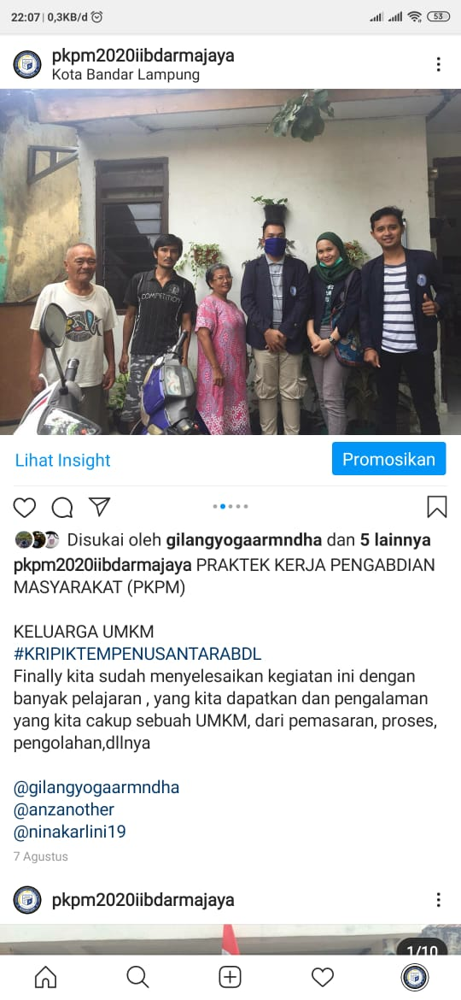 22:07 | 0,3KB/d
53
pkpm2020iibdarmajaya
Kota Bandar Lampung
COMPETITION
Lihat Insight
Promosikan
Disukai oleh gilangyogaarmndha dan 5 lainnya
pkpm2020iibdarmajaya PRAKTEK KERJA PENGABDIAN
MASYARAKAT (PKPM)
KELUARGA UMKM
#KRIPIKTEMPENUSANTARABDL
Finally kita sudah menyelesaikan kegiatan ini dengan
banyak pelajaran , yang kita dapatkan dan pengalaman
yang kita cakup sebuah UMKM, dari pemasaran, proses,
pengolahan,dllnya
@gilangyogaarmndha
@anzanother
@ninakarlini19
7 Agustus
pkpm2020iibdarmajaya
1/10